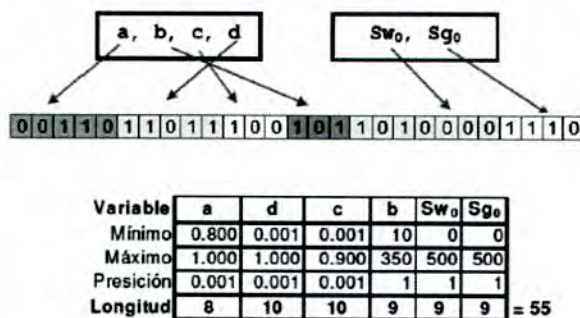 a, b, c, d Sw₀, Sg₀
0 0 1 1 0 1 1 0 1 1 1 0 0 1 0 1 1 0 1 0 0 0 0 1 1 1 0
Variable a d c b Sw₀ Sg₀
Mínimo 0.800 0.001 0.001 10 0 0
Máximo 1.000 1.000 0.900 350 500 500
Presición 0.001 0.001 0.001 1 1 1
Longitud 8 10 10 9 9 9 = 55